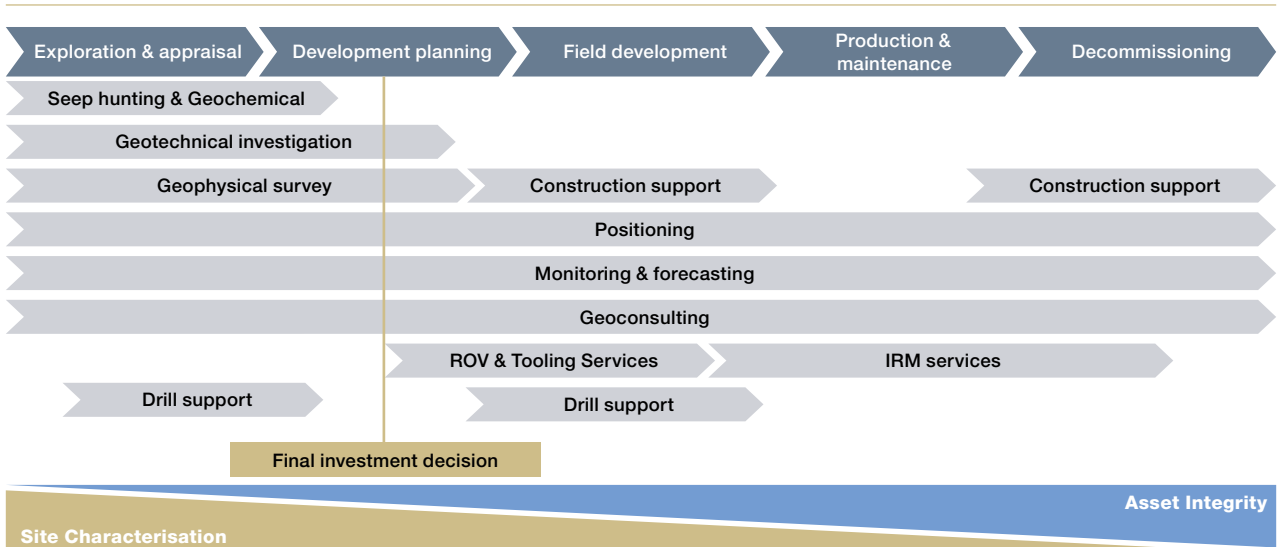 Exploration & appraisal
Development planning
Field development
Production &
maintenance
Decommissioning
Seep hunting & Geochemical
Geotechnical investigation
Geophysical survey
Construction support
Construction support
Positioning
Monitoring & forecasting
Geoconsulting
ROV & Tooling Services
IRM services
Drill support
Drill support
Final investment decision
Asset Integrity
Site Characterisation